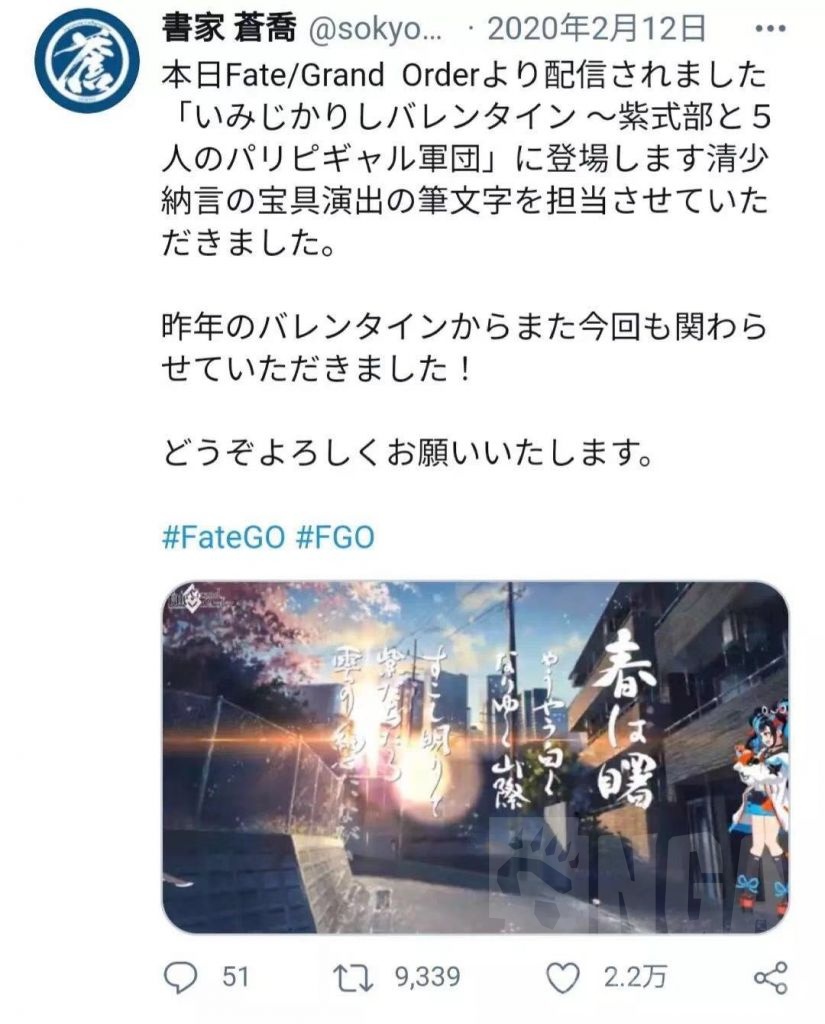 書家 蒼喬 @sokyo… · 2020年2月12日
本日Fate/Grand Orderより配信されました
「いみじかりしバレンタイン ～紫式部と５
人のパリピギャル軍団」に登場します清少
納言の宝具演出の筆文字を担当させていた
だきました。
昨年のバレンタインからまた今回も関わら
せていただきました！
どうぞよろしくお願いいたします。
#FateGO #FGO
春は曙
やうやう白く
なりゆく山際
すこし明りて
紫だちたる
雲の細く
NGA
51
9,339
2.2万